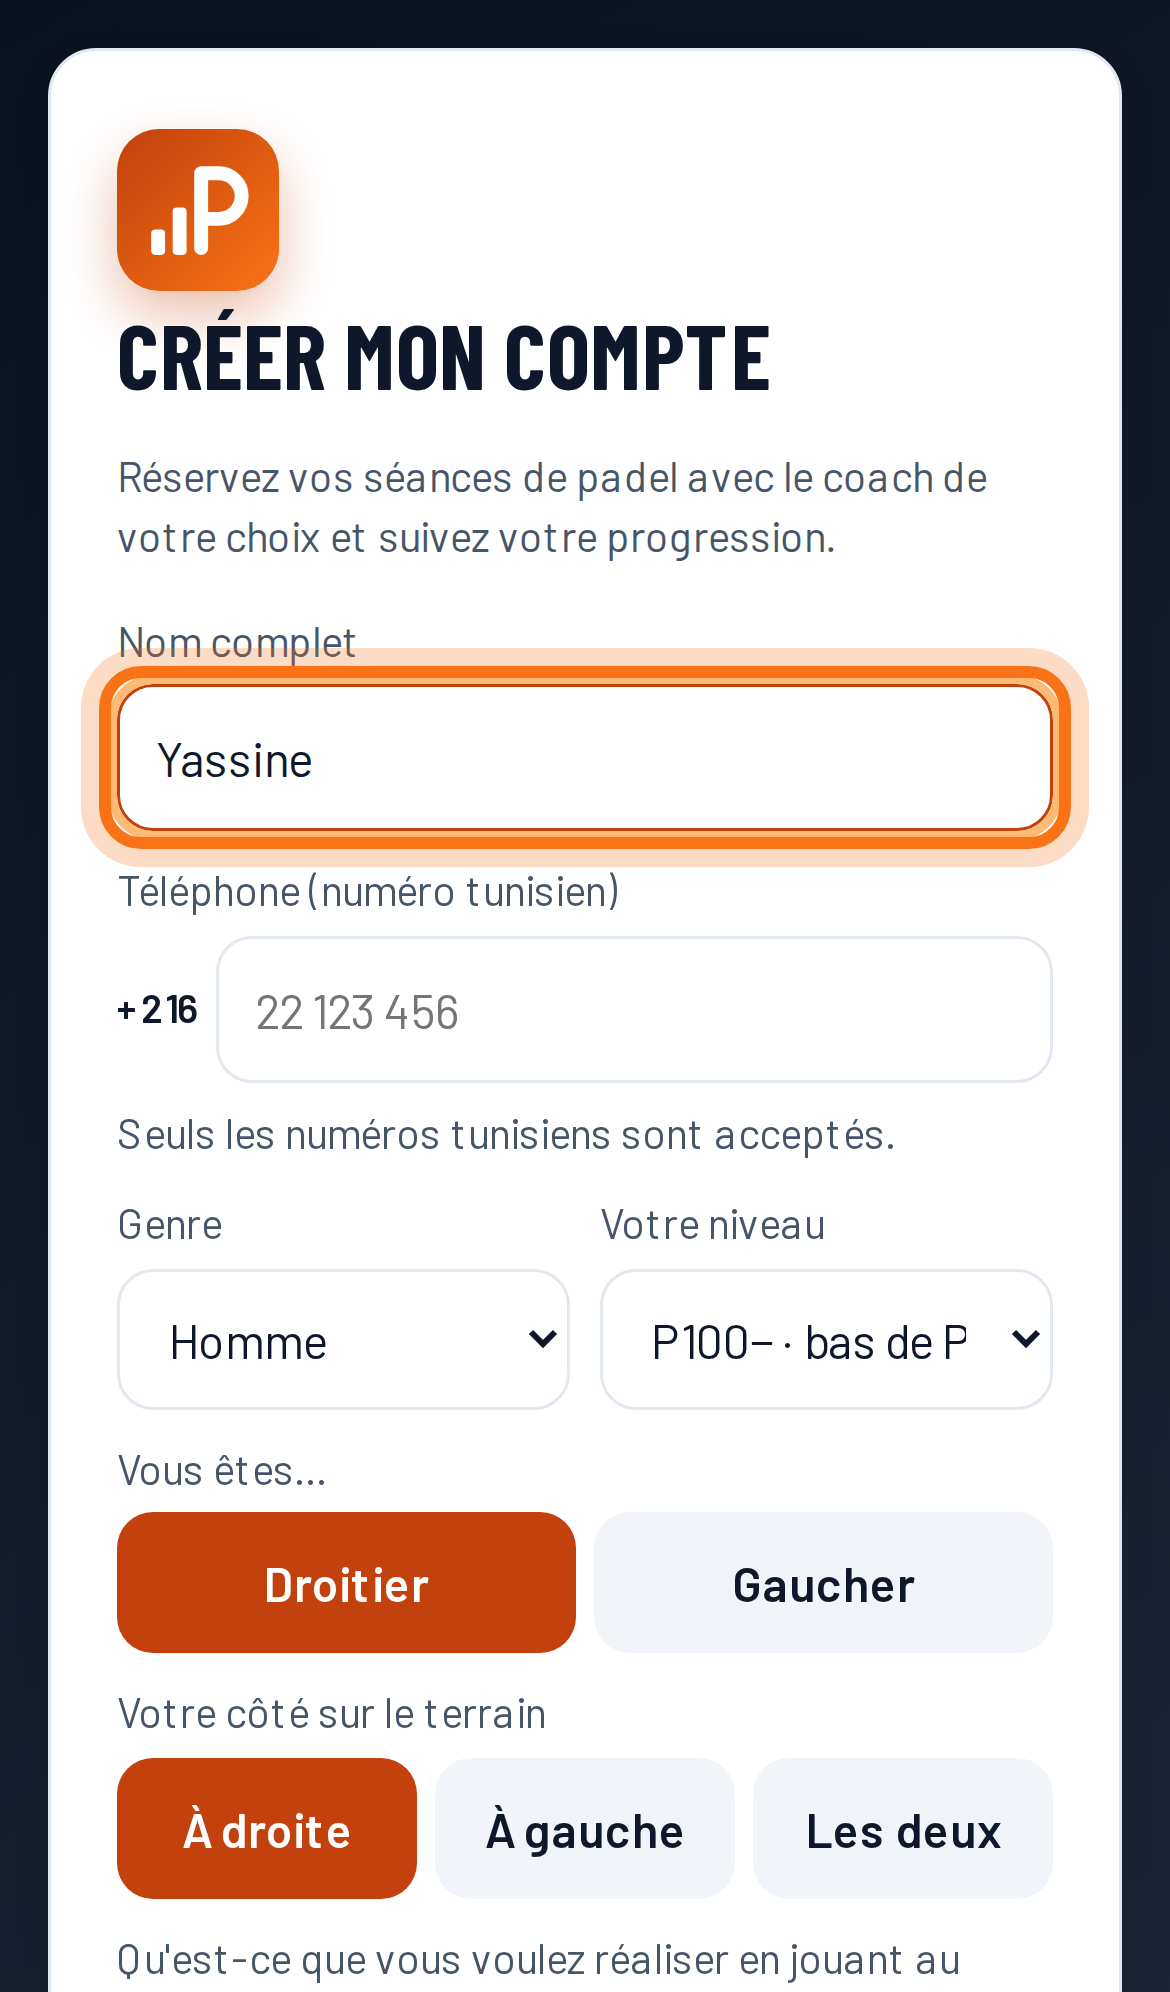 P
CRÉER MON COMPTE
Réservez vos séances de padel avec le coach de
votre choix et suivez votre progression.
Nom complet
Yassine
Téléphone (numéro tunisien)
+216 22 123 456
Seuls les numéros tunisiens sont acceptés.
Genre Votre niveau
Homme P100– · bas de P
Vous êtes...
Droitier Gaucher
Votre côté sur le terrain
À droite À gauche Les deux
Qu'est-ce que vous voulez réaliser en jouant au